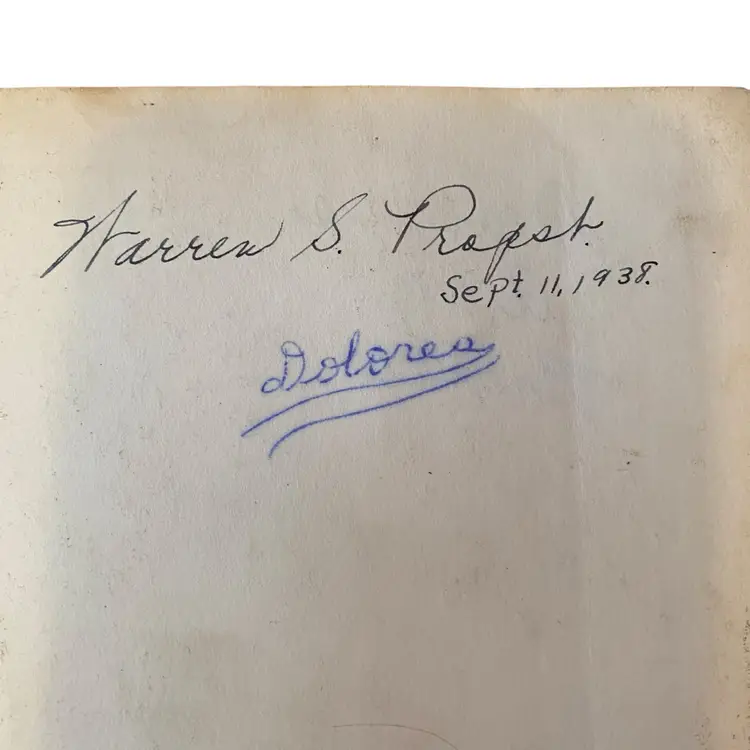 Warren S. Propst.
Sept. 11, 1938.
Dolores